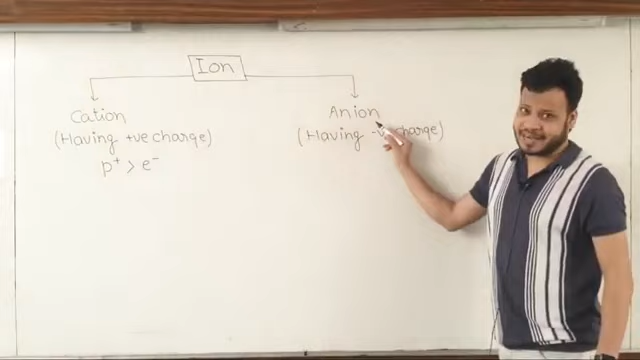 Ion
Cation
(Having +ve charge)
p⁺ > e⁻
Anion
(Having -ve charge)